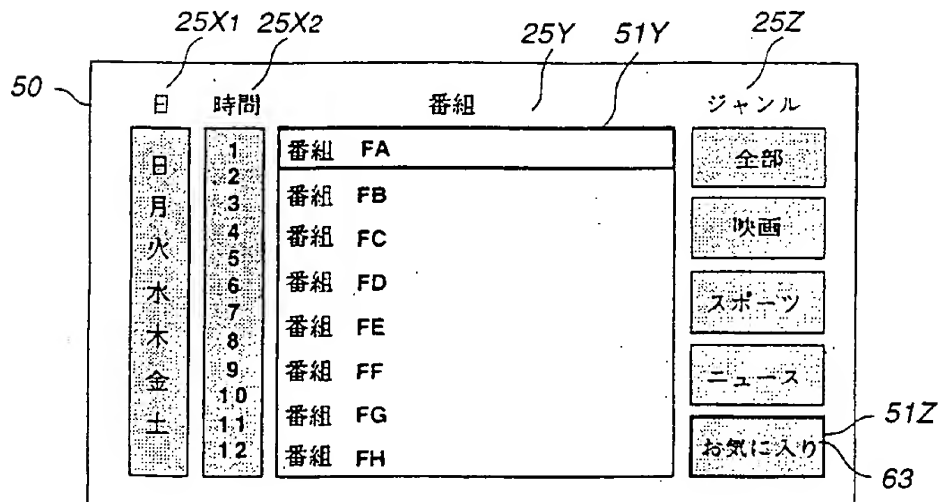 25X1 25X2 25Y 51Y 25Z
50
日 時間 番組 ジャンル
日
月
火
水
木
金
土
1
2
3
4
5
6
7
8
9
10
11
12
番組 FA
番組 FB
番組 FC
番組 FD
番組 FE
番組 FF
番組 FG
番組 FH
全部
映画
スポーツ
ニュース
お気に入り
51Z
63